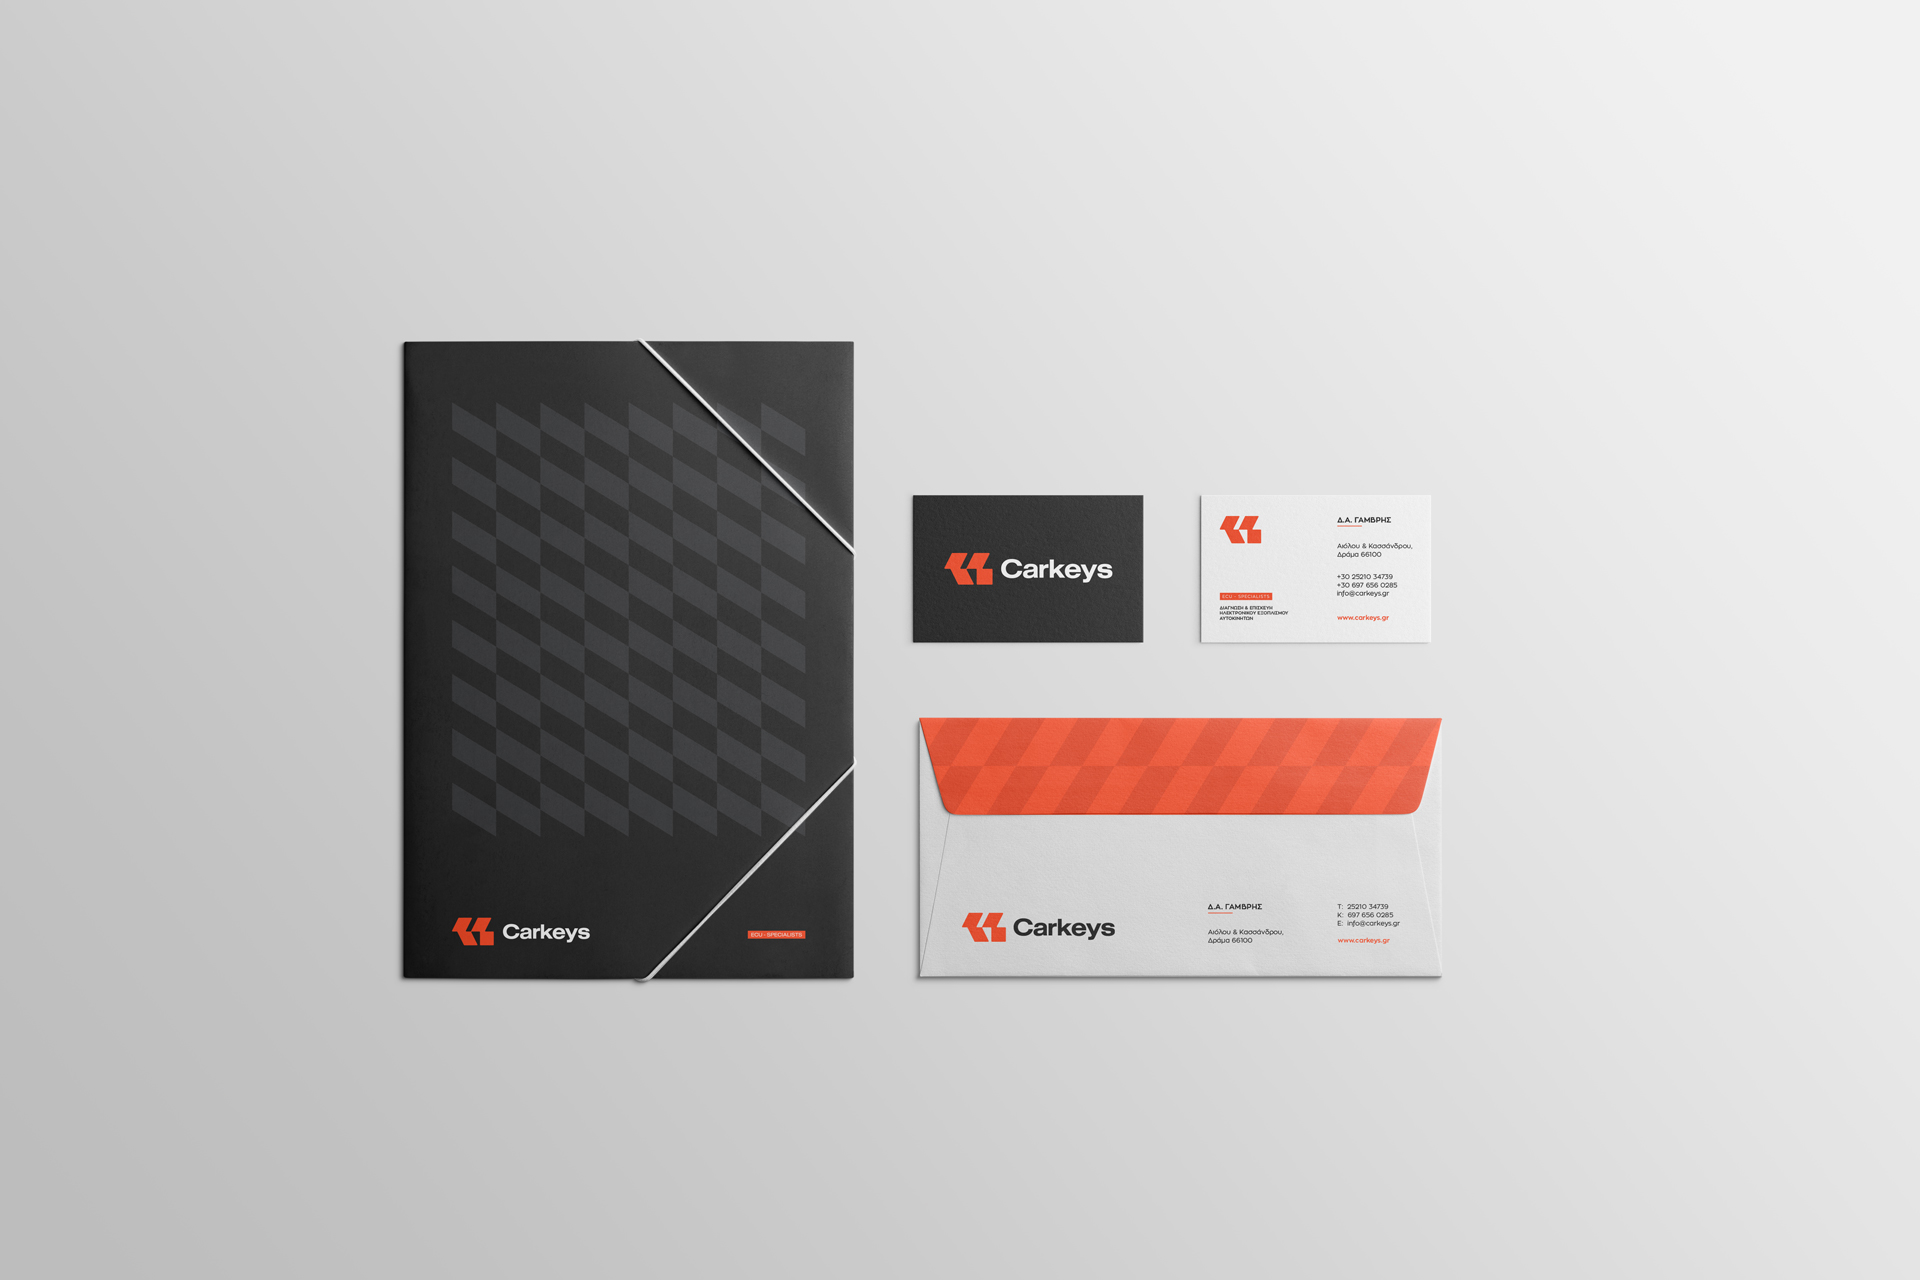 Carkeys
ECU - SPECIALISTS
Carkeys
ECU - SPECIALISTS
ΔΙΑΓΝΩΣΗ & ΕΠΙΣΚΕΥΗ
ΗΛΕΚΤΡΟΝΙΚΟΥ ΕΞΟΠΛΙΣΜΟΥ
ΑΥΤΟΚΙΝΗΤΩΝ
Δ.Α. ΓΑΜΒΡΗΣ
Αιόλου & Κασσάνδρου,
Δράμα 66100
+30 25210 34739
+30 697 656 0285
info@carkeys.gr
www.carkeys.gr
Carkeys
Δ.Α. ΓΑΜΒΡΗΣ
Αιόλου & Κασσάνδρου,
Δράμα 66100
T: 25210 34739
K: 697 656 0285
E: info@carkeys.gr
www.carkeys.gr